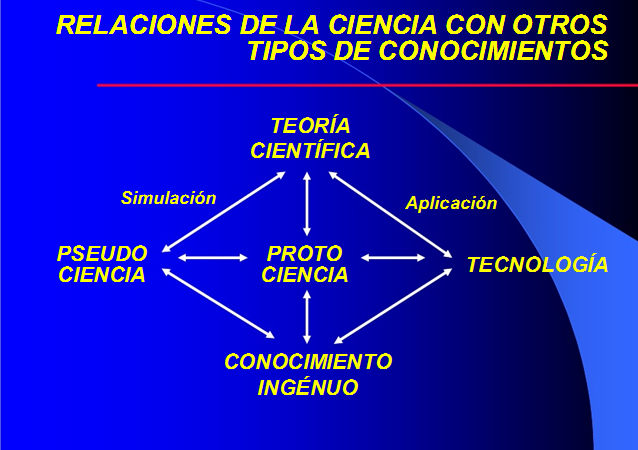 RELACIONES DE LA CIENCIA CON OTROS
TIPOS DE CONOCIMIENTOS
TEORÍA
CIENTÍFICA
Simulación
Aplicación
PSEUDO
CIENCIA
PROTO
CIENCIA
TECNOLOGÍA
CONOCIMIENTO
INGÉNUO